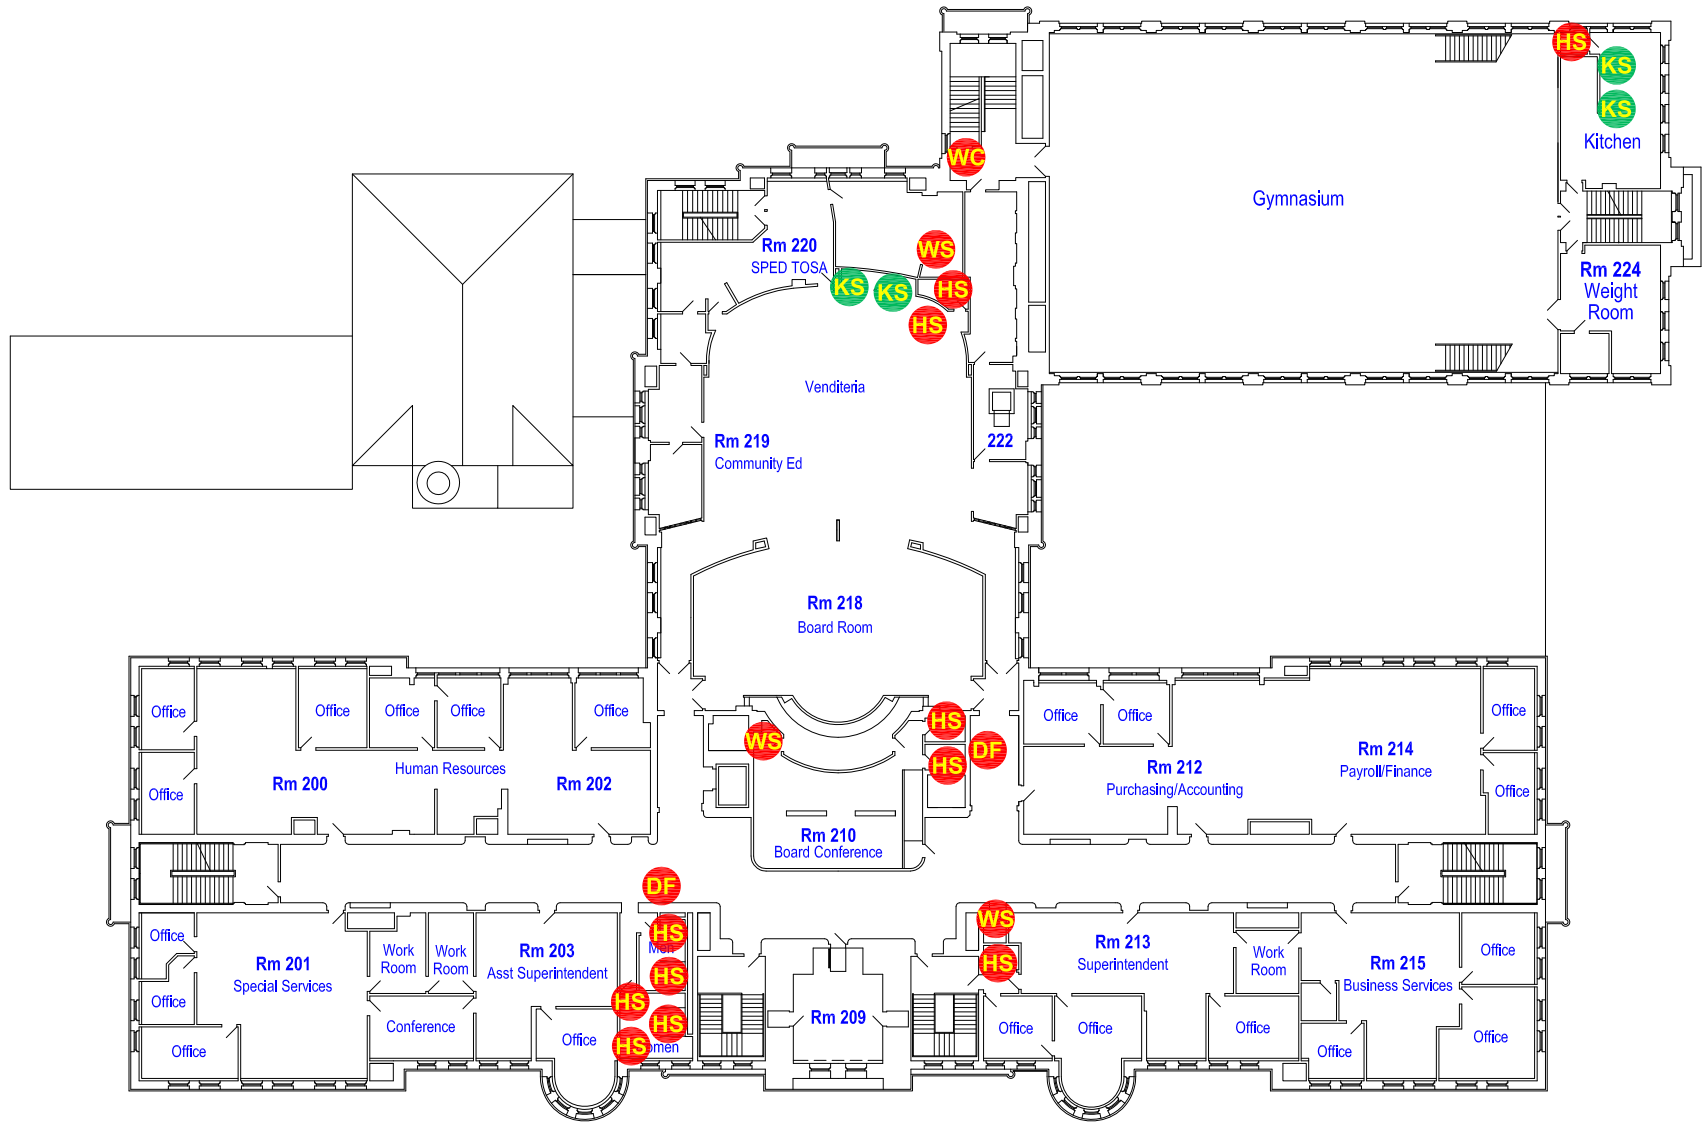 HS
KS
KS
Kitchen
WC
Gymnasium
Rm 220
SPED TOSA
WS
KS
KS
HS
HS
Rm 224
Weight
Room
Venditeria
Rm 219
Community Ed
222
Rm 218
Board Room
Office
Office
Office
Office
Office
Office
Human Resources
Rm 200
Rm 202
WS
HS
HS
DF
Rm 210
Board Conference
Office
Office
Office
Office
Rm 212
Purchasing/Accounting
Rm 214
Payroll/Finance
DF
Office
Office
Office
Rm 201
Special Services
Work
Room
Work
Room
Conference
Rm 203
Asst Superintendent
Office
HS
Men
HS
HS
HS
HS
omen
Rm 209
WS
HS
Rm 213
Superintendent
Work
Room
Office
Office
Office
Rm 215
Business Services
Office
Office
Office